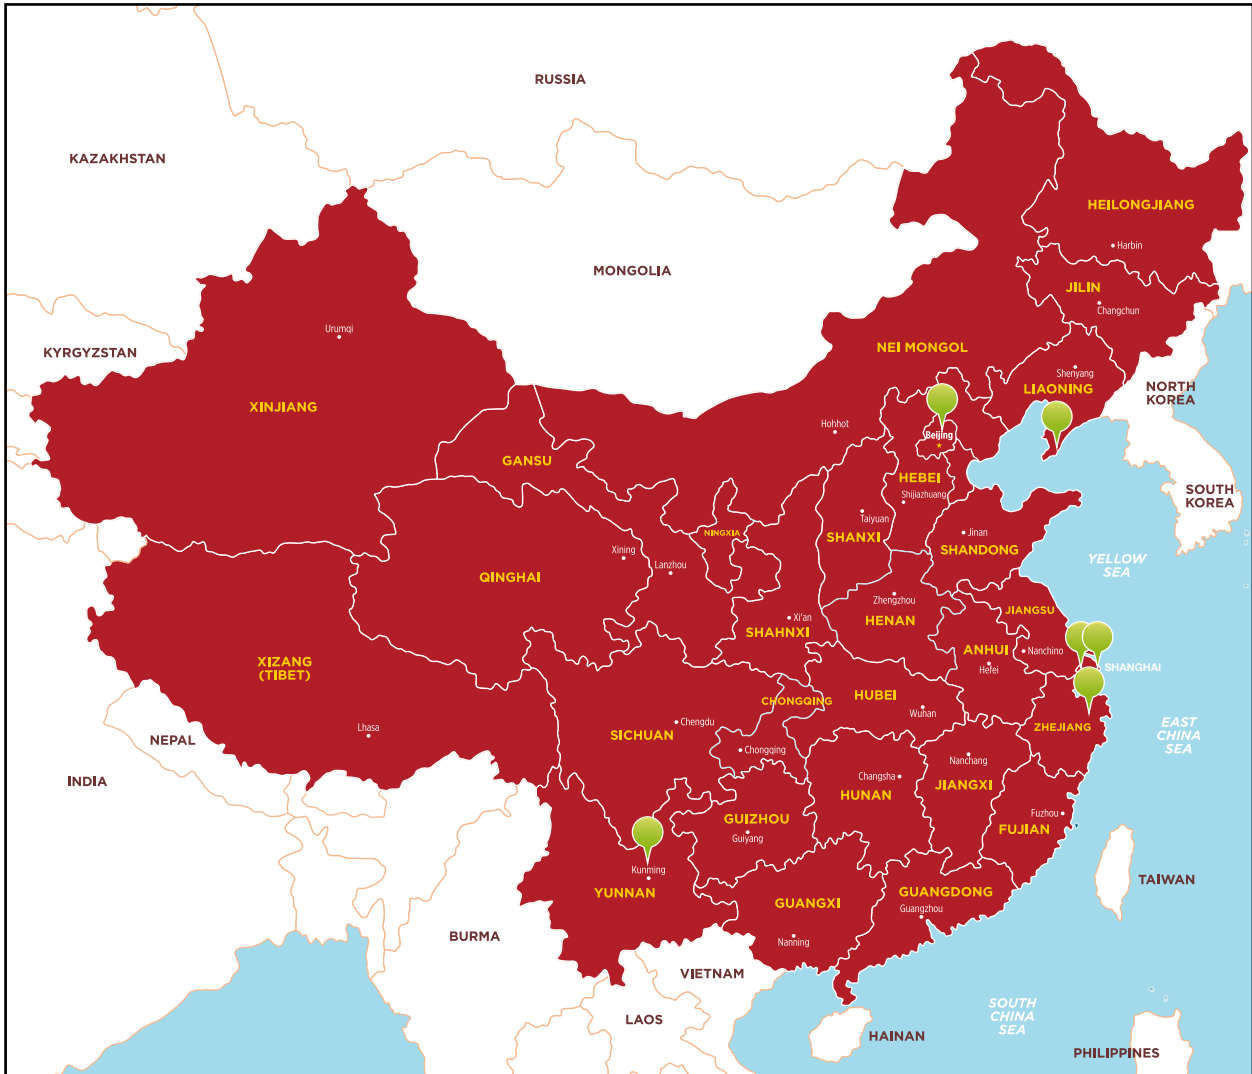 RUSSIA
KAZAKHSTAN
HEILONGJIANG
Harbin
MONGOLIA
JILIN
Changchun
Urumqi
KYRGYZSTAN
NEI MONGOL
Shenyang
LIAONING
NORTH
KOREA
XINJIANG
Hohhot
Beijing
GANSU
HEBEI
Shijiazhuang
SOUTH
KOREA
Taiyuan
NINGXIA
SHANXI
Jinan
SHANDONG
YELLOW
SEA
Xining
Lanzhou
QINGHAI
Zhengzhou
HENAN
JIANGSU
Xi'an
SHAHNXI
ANHUI
Nanchino
Hefei
SHANGHAI
XIZANG
(TIBET)
CHONGQING
HUBEI
Wuhan
ZHEJIANG
EAST
CHINA
SEA
Lhasa
Chengdu
SICHUAN
NEPAL
Chongqing
Nanchang
INDIA
Changsha
HUNAN
JIANGXI
GUIZHOU
Guiyang
Fuzhou
FUJIAN
Kunming
YUNNAN
TAIWAN
GUANGXI
GUANGDONG
Guangzhou
BURMA
Nanning
VIETNAM
LAOS
SOUTH
CHINA
SEA
HAINAN
PHILIPPINES